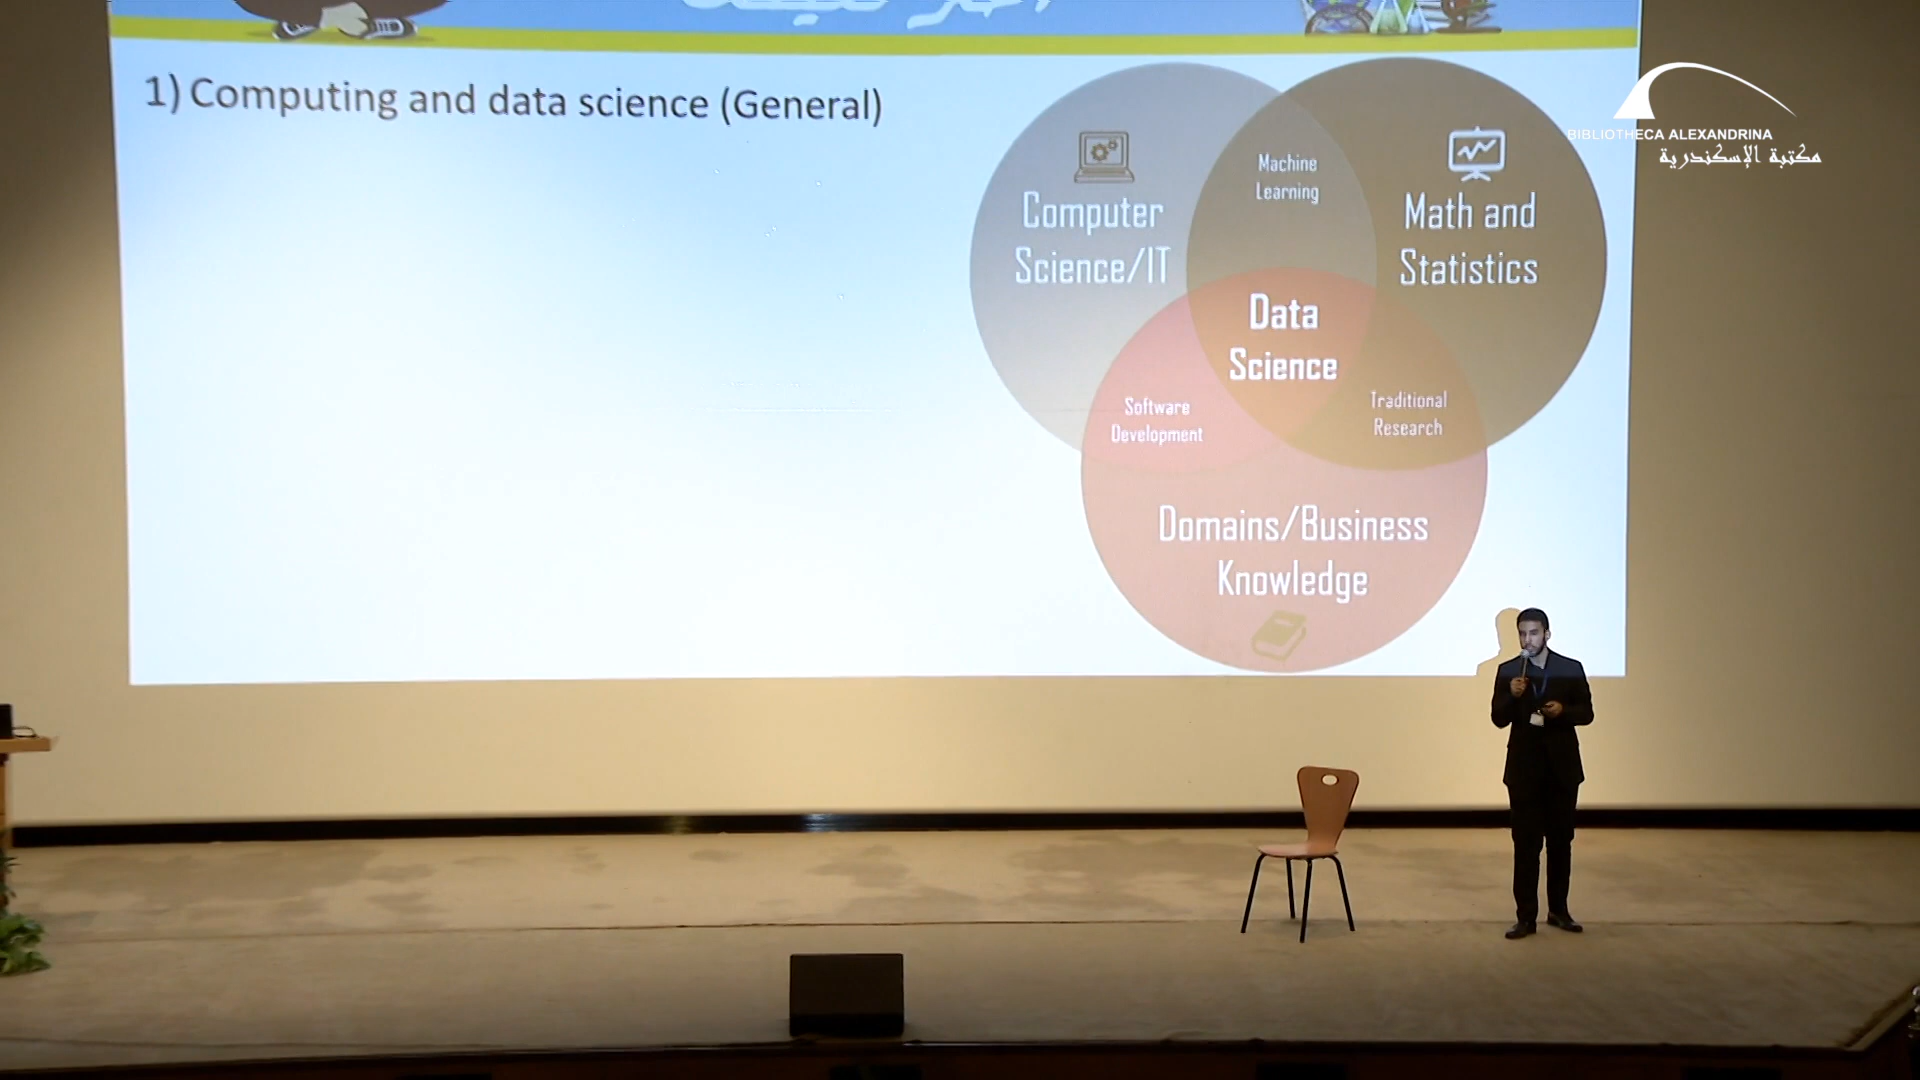 1) Computing and data science (General)
BIBLIOTHECA ALEXANDRINA
مكتبة الإسكندرية
Machine
Learning
Computer
Science/IT
Math and
Statistics
Data
Science
Software
Development
Traditional
Research
Domains/Business
Knowledge